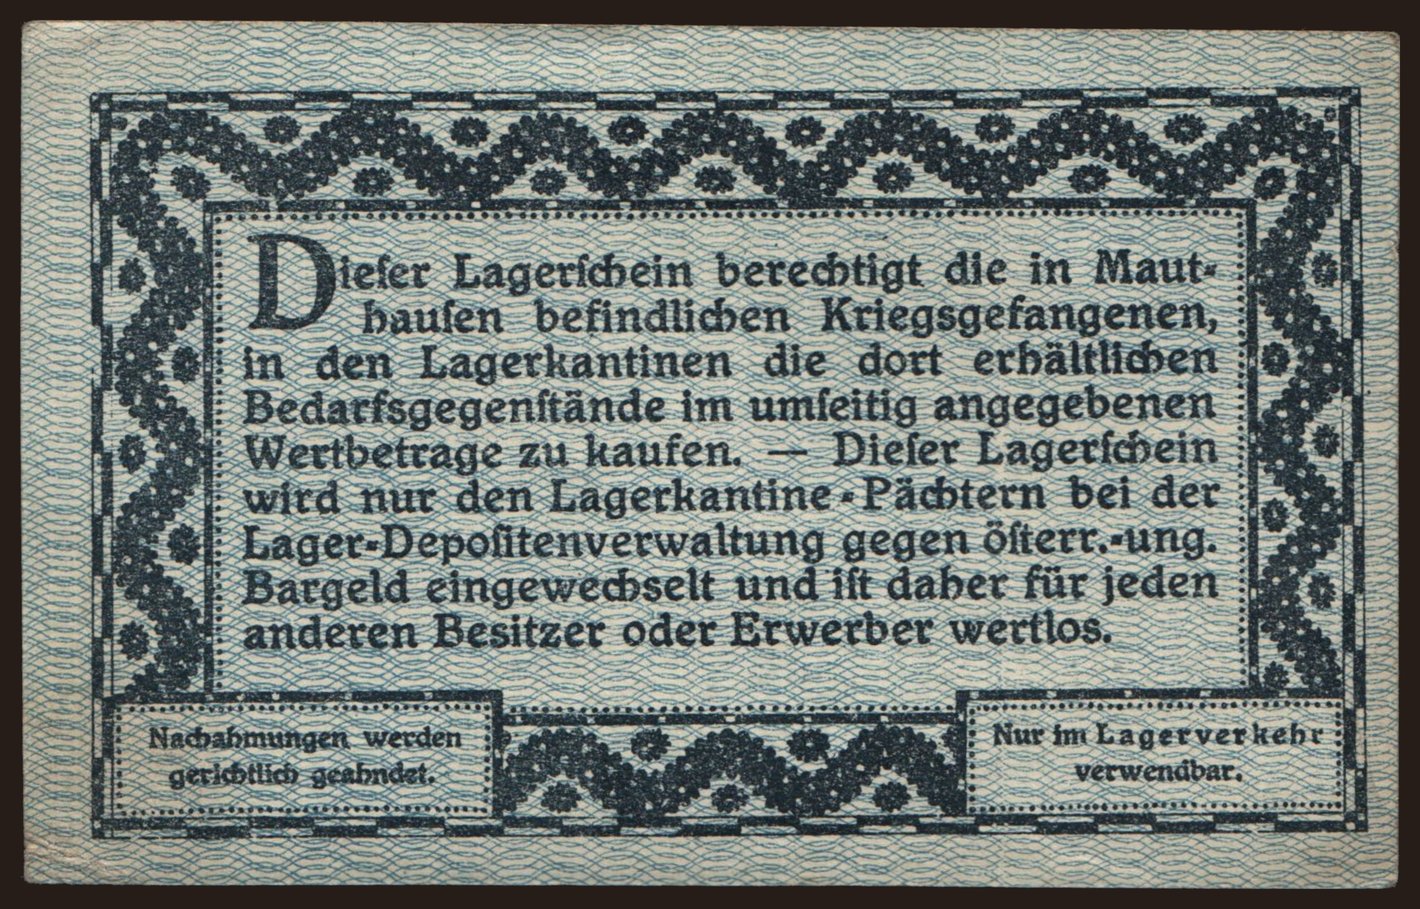 Dieſer Lagerſchein berechtigt die in Maut-
hauſen befindlichen Kriegsgefangenen,
in den Lagerkantinen die dort erhältlichen
Bedarfsgegenſtände im umſeitig angegebenen
Wertbetrage zu kaufen. — Dieſer Lagerſchein
wird nur den Lagerkantine-Pächtern bei der
Lager-Depoſitenverwaltung gegen öſterr.-ung.
Bargeld eingewechselt und iſt daher für jeden
anderen Besitzer oder Erwerber wertlos.
Nachahmungen werden
gerichtlich geahndet.
Nur im Lagerverkehr
verwendbar.